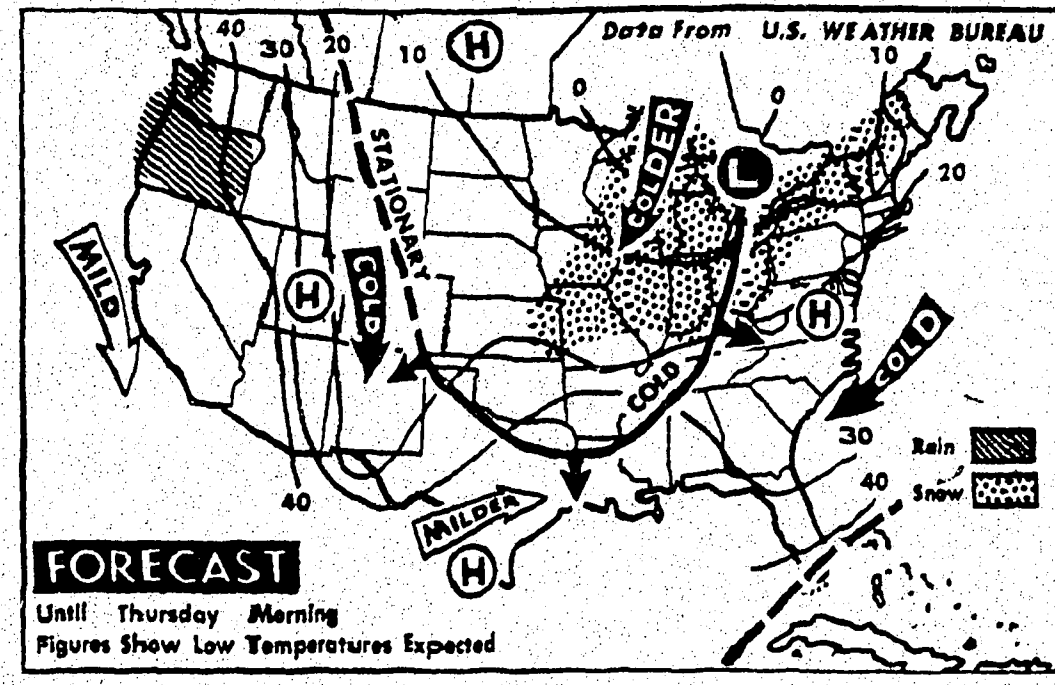 Data From U.S. WEATHER BUREAU
40
30
20
10
H
0
0
10
20
STATIONARY
COLDER
L
MILD
H
COLD
H
COLD
COLD
30
40
40
MILDER
H
Rain
Snow
FORECAST
Until Thursday Morning
Figures Show Low Temperatures Expected